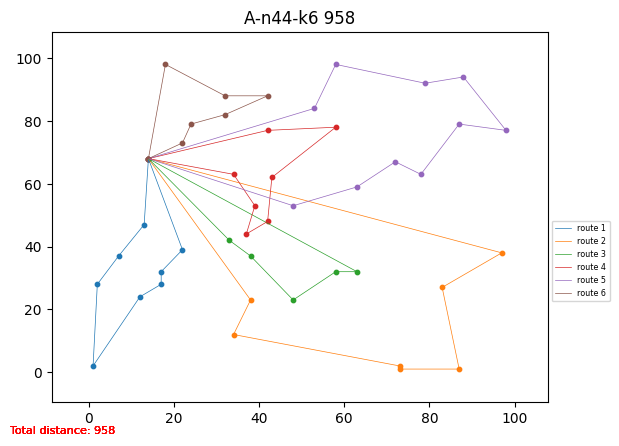 A-n44-k6 958
100
80
60
40
20
0
0 20 40 60 80 100
route 1
route 2
route 3
route 4
route 5
route 6
Total distance: 958